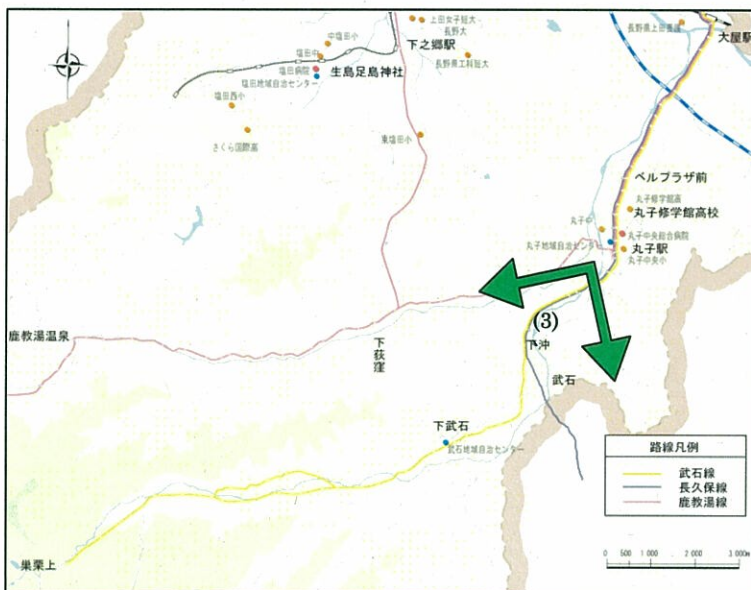 上田女子短大
長野大
下之郷駅
長野県工科短大
中塩田小
塩田中
塩田病院
生島足島神社
塩田地域自治センター
塩田西小
さくら国際高
東塩田小
長野県上田養護
大屋駅
ベルプラザ前
丸子修学館高
丸子修学館高校
丸子中
丸子中央総合病院
丸子地域自治センター
丸子駅
丸子中央小
(3)
下沖
鹿教湯温泉
下荻窪
武石
下武石
武石地域自治センター
巣栗上
路線凡例
武石線
長久保線
鹿教湯線
0 500 1 000 2 000 3 000m